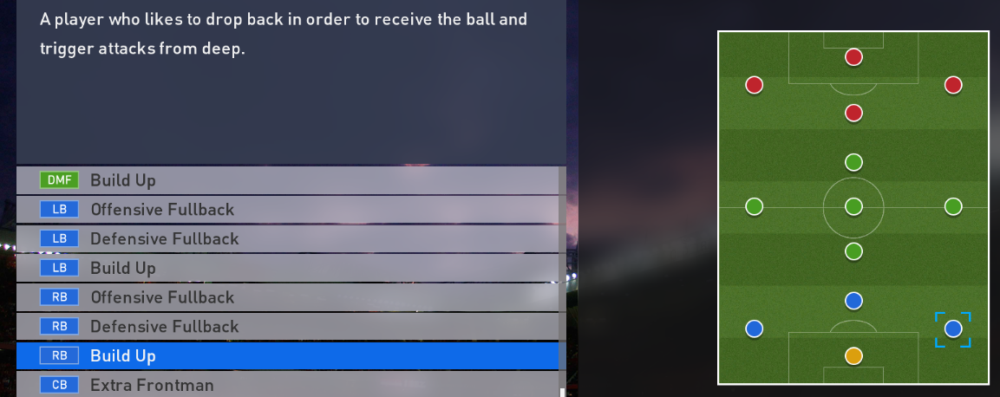 A player who likes to drop back in order to receive the ball and
trigger attacks from deep.
DMF Build Up
LB Offensive Fullback
LB Defensive Fullback
LB Build Up
RB Offensive Fullback
RB Defensive Fullback
RB Build Up
CB Extra Frontman